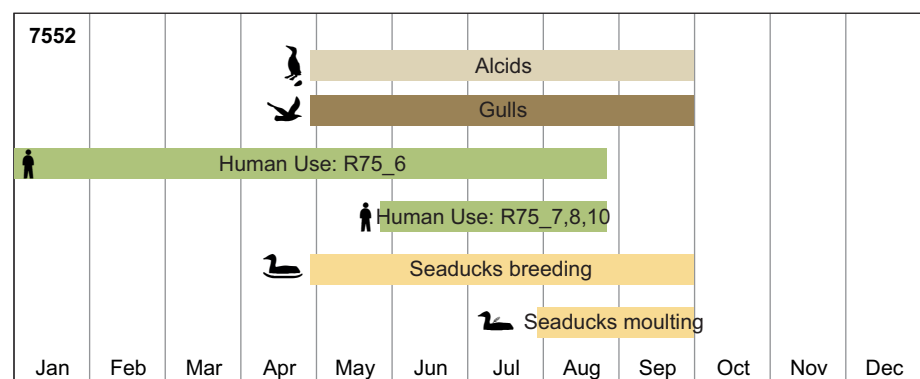 7552
Alcids
Gulls
Human Use: R75_6
Human Use: R75_7,8,10
Seaducks breeding
Seaducks moulting
Jan Feb Mar Apr May Jun Jul Aug Sep Oct Nov Dec